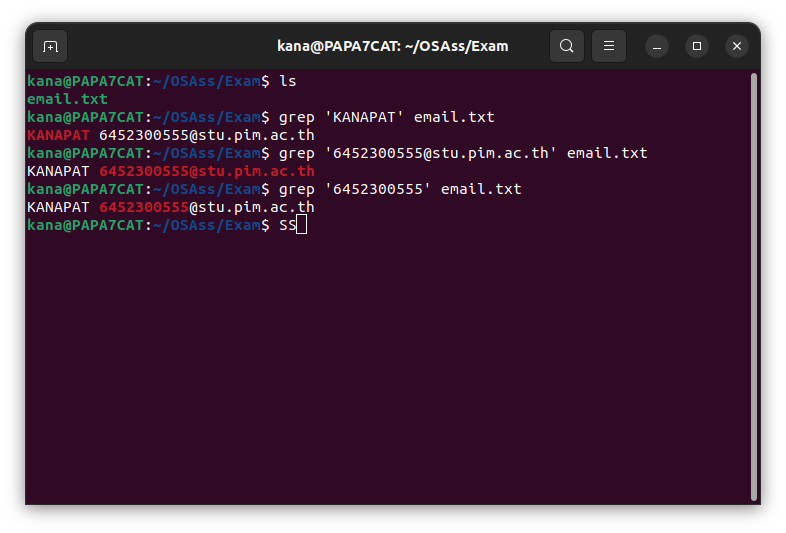 kana@PAPA7CAT: ~/OSAss/Exam
kana@PAPA7CAT:~/OSAss/Exam$ ls
email.txt
kana@PAPA7CAT:~/OSAss/Exam$ grep 'KANAPAT' email.txt
KANAPAT 6452300555@stu.pim.ac.th
kana@PAPA7CAT:~/OSAss/Exam$ grep '6452300555@stu.pim.ac.th' email.txt
KANAPAT 6452300555@stu.pim.ac.th
kana@PAPA7CAT:~/OSAss/Exam$ grep '6452300555' email.txt
KANAPAT 6452300555@stu.pim.ac.th
kana@PAPA7CAT:~/OSAss/Exam$ SS